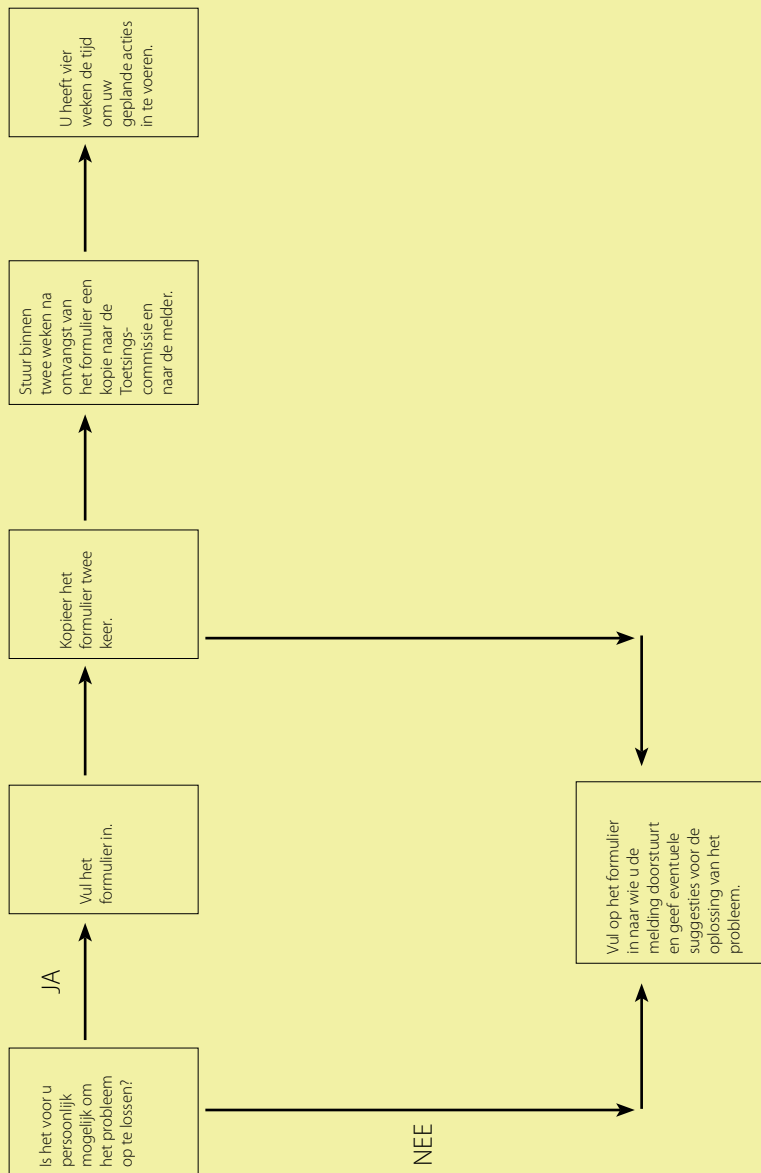 Is het voor u
persoonlijk
mogelijk om
het probleem
op te lossen?
JA
Vul het
formulier in.
Kopieer het
formulier twee
keer.
Stuur binnen
twee weken na
ontvangst van
het formulier een
kopie naar de
Toetsings-
commissie en
naar de melder.
U heeft vier
weken de tijd
om uw
geplande acties
in te voeren.
NEE
Vul op het formulier
in naar wie u de
melding doorstuurt
en geef eventuele
suggesties voor de
oplossing van het
probleem.